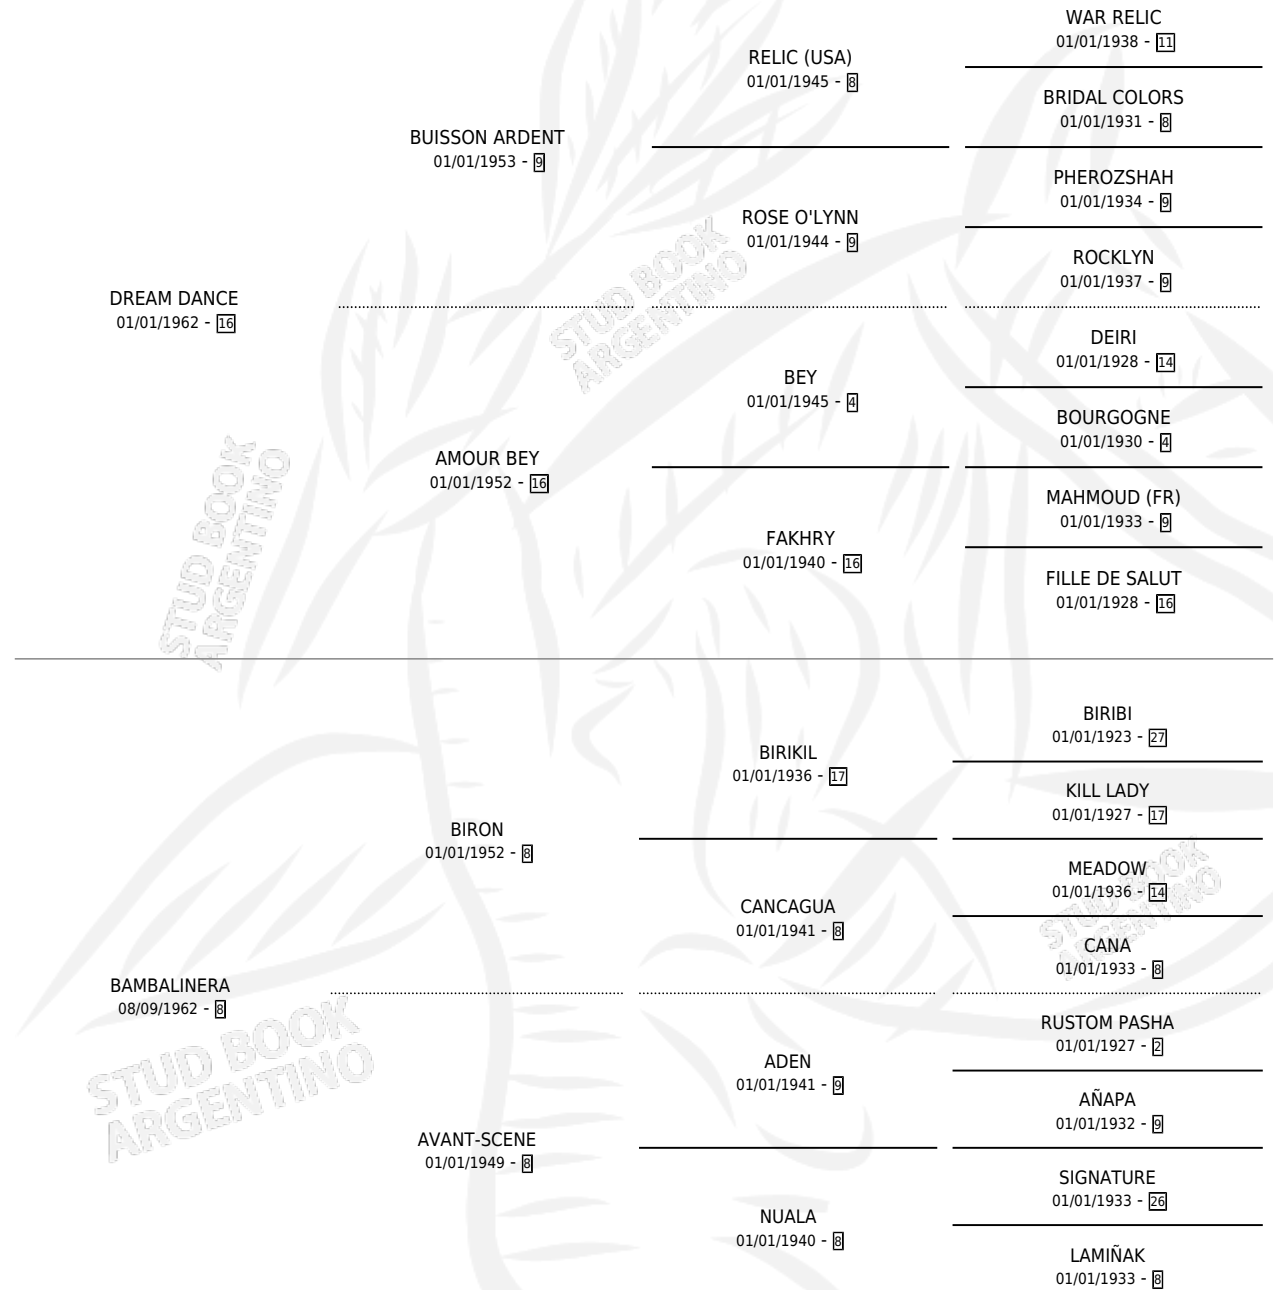 WAR RELIC
01/01/1938 - 11
RELIC (USA)
01/01/1945 - 8
BRIDAL COLORS
01/01/1931 - 8
BUISSON ARDENT
01/01/1953 - 9
PHEROZSHAH
01/01/1934 - 9
ROSE O'LYNN
01/01/1944 - 9
ROCKLYN
01/01/1937 - 9
DREAM DANCE
01/01/1962 - 16
STUD BOOK
ARGENTINO
DEIRI
01/01/1928 - 14
BEY
01/01/1945 - 4
BOURGOGNE
01/01/1930 - 4
AMOUR BEY
01/01/1952 - 16
MAHMOUD (FR)
01/01/1933 - 9
FAKHRY
01/01/1940 - 16
FILLE DE SALUT
01/01/1928 - 16
STUD BOOK
ARGENTINO
BIRIBI
01/01/1923 - 27
BIRIKIL
01/01/1936 - 17
KILL LADY
01/01/1927 - 17
BIRON
01/01/1952 - 8
MEADOW
01/01/1936 - 14
CANCAGUA
01/01/1941 - 8
CANA
01/01/1933 - 8
STUD BOOK
ARGENTINO
BAMBALINERA
08/09/1962 - 8
RUSTOM PASHA
01/01/1927 - 2
ADEN
01/01/1941 - 9
AÑAPA
01/01/1932 - 9
STUD BOOK
ARGENTINO
AVANT-SCENE
01/01/1949 - 8
SIGNATURE
01/01/1933 - 26
NUALA
01/01/1940 - 8
LAMIÑAK
01/01/1933 - 8